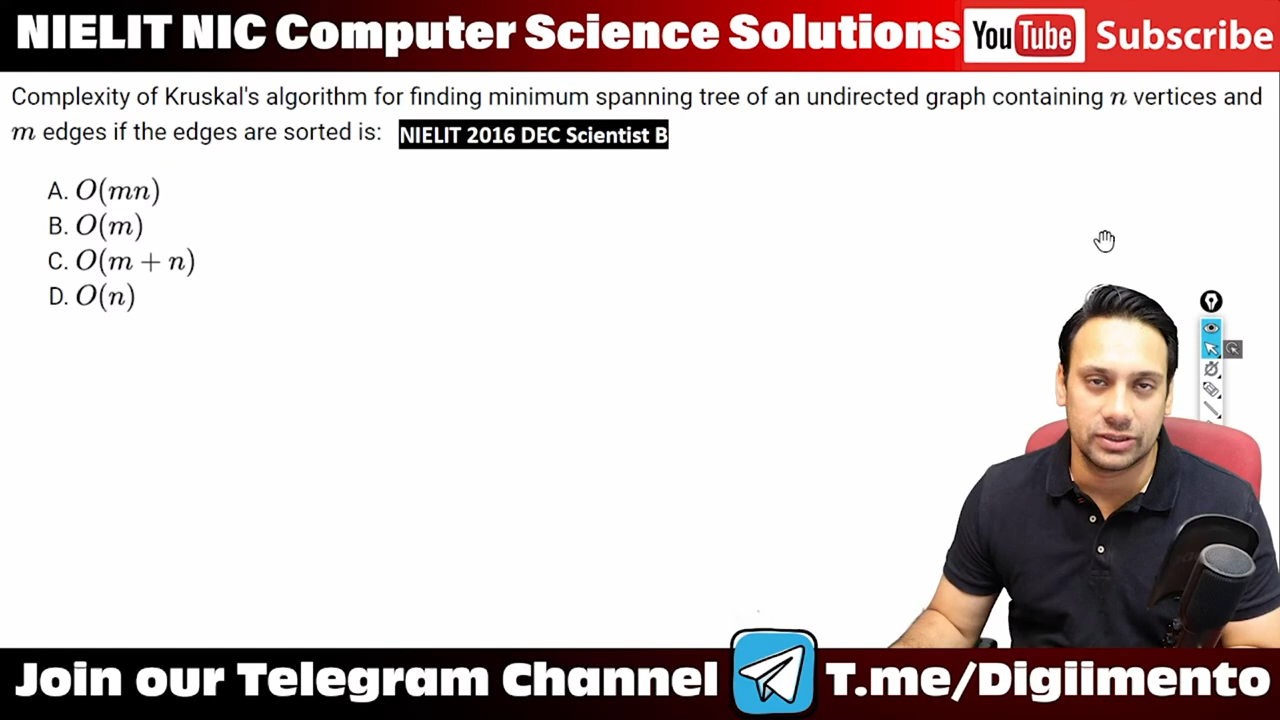 NIELIT NIC Computer Science Solutions YouTube Subscribe
Complexity of Kruskal's algorithm for finding minimum spanning tree of an undirected graph containing n vertices and
m edges if the edges are sorted is: NIELIT 2016 DEC Scientist B
A. O(mn)
B. O(m)
C. O(m + n)
D. O(n)
Join our Telegram Channel T.me/Digiimento